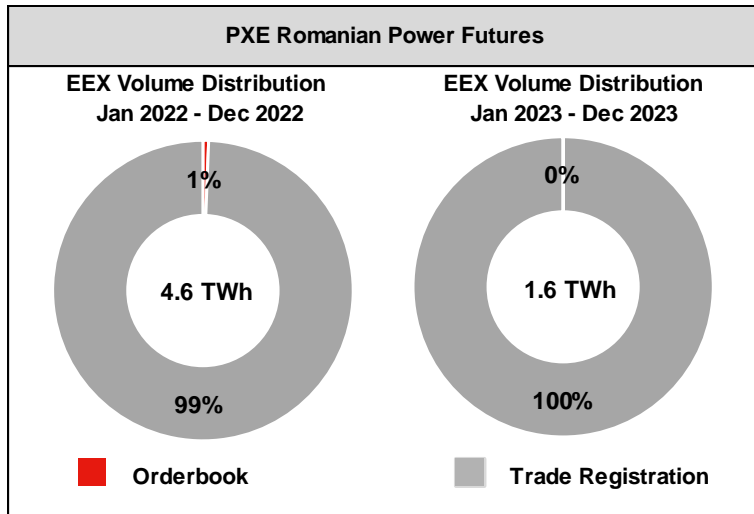 PXE Romanian Power Futures
EEX Volume Distribution
Jan 2022 - Dec 2022
1%
4.6 TWh
99%
EEX Volume Distribution
Jan 2023 - Dec 2023
0%
1.6 TWh
100%
Orderbook
Trade Registration